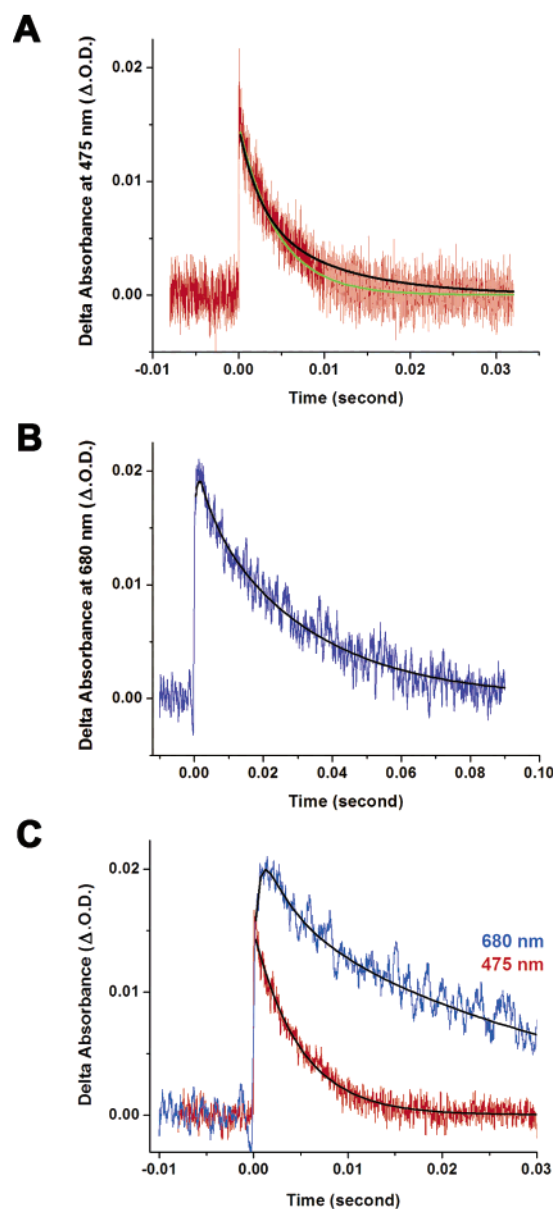 A
Delta Absorbance at 475 nm (Δ.O.D.)
0.02
0.01
0.00
-0.01 0.00 0.01 0.02 0.03
Time (second)
B
Delta Absorbance at 680 nm (Δ.O.D.)
0.02
0.01
0.00
0.00 0.02 0.04 0.06 0.08 0.10
Time (second)
C
Delta Absorbance (Δ.O.D.)
0.02
0.01
0.00
680 nm
475 nm
-0.01 0.00 0.01 0.02 0.03
Time (second)